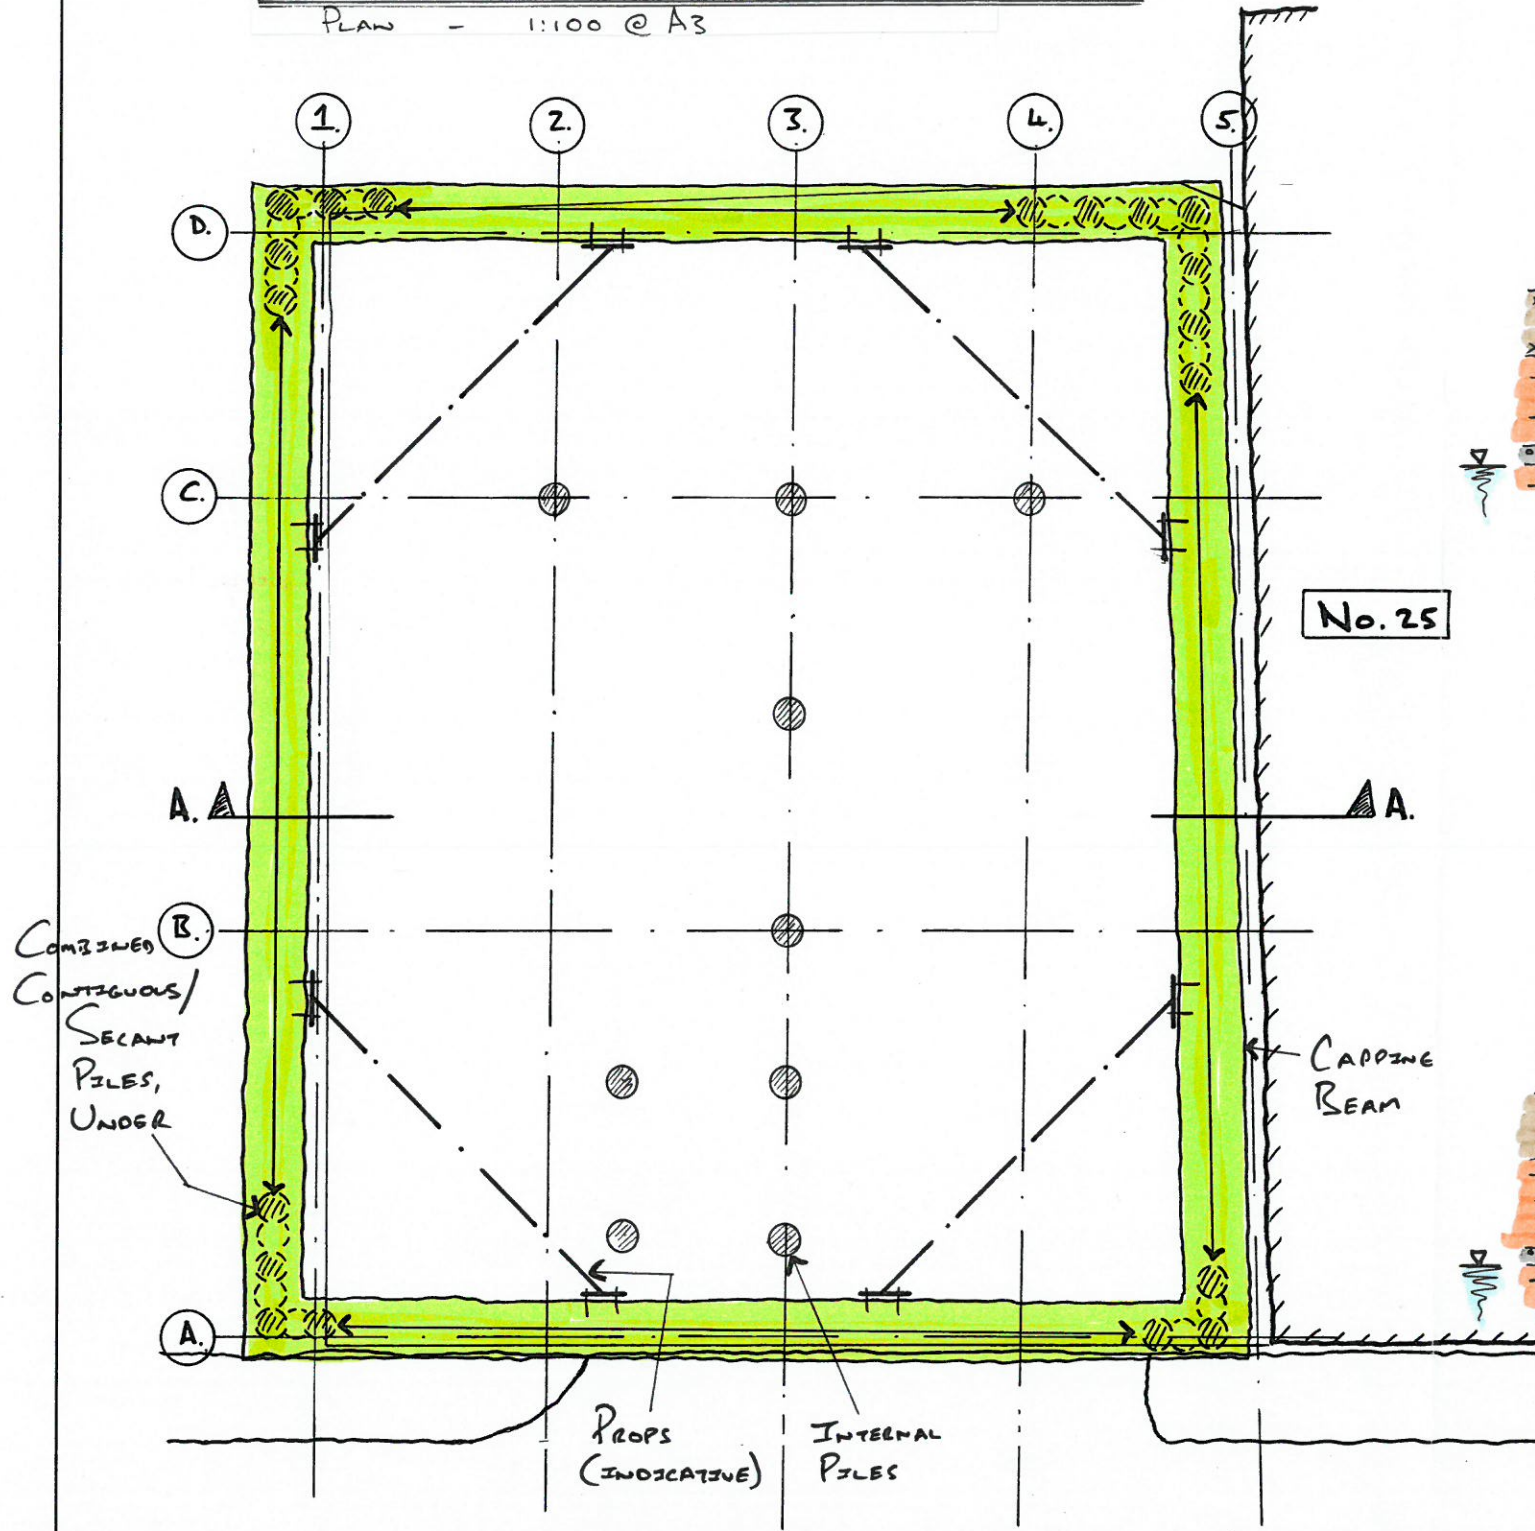 PLAN - 1:100 @ A3
1. 2. 3. 4. 5.
D.
C.
No. 25
A. A.
B.
COMBINED
CONTIGUOUS/
SECANT
PILES,
UNDER
CAPPING
BEAM
A.
PROPS
(INDICATIVE)
INTERNAL
PILES